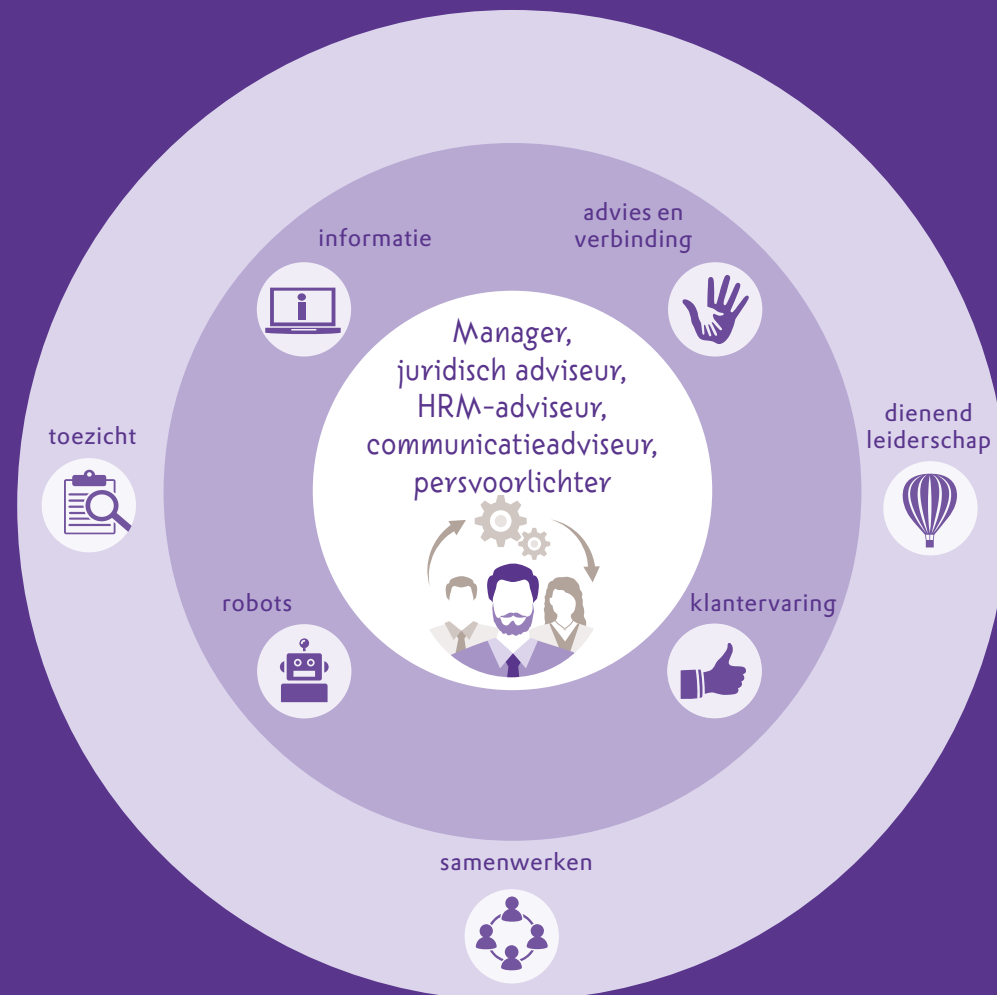 advies en
verbinding
informatie
Manager,
juridisch adviseur,
HRM-adviseur,
communicatieadviseur,
persvoorlichter
toezicht
dienend
leiderschap
robots
klantervaring
samenwerken